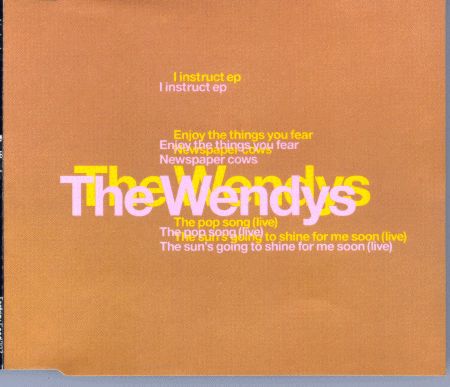 I instruct ep
I instruct ep
Enjoy the things you fear
Enjoy the things you fear
Newspaper cows
Newspaper cows
The Wendys
The Wendys
The pop song (live)
The pop song (live)
The sun's going to shine for me soon (live)
The sun's going to shine for me soon (live)